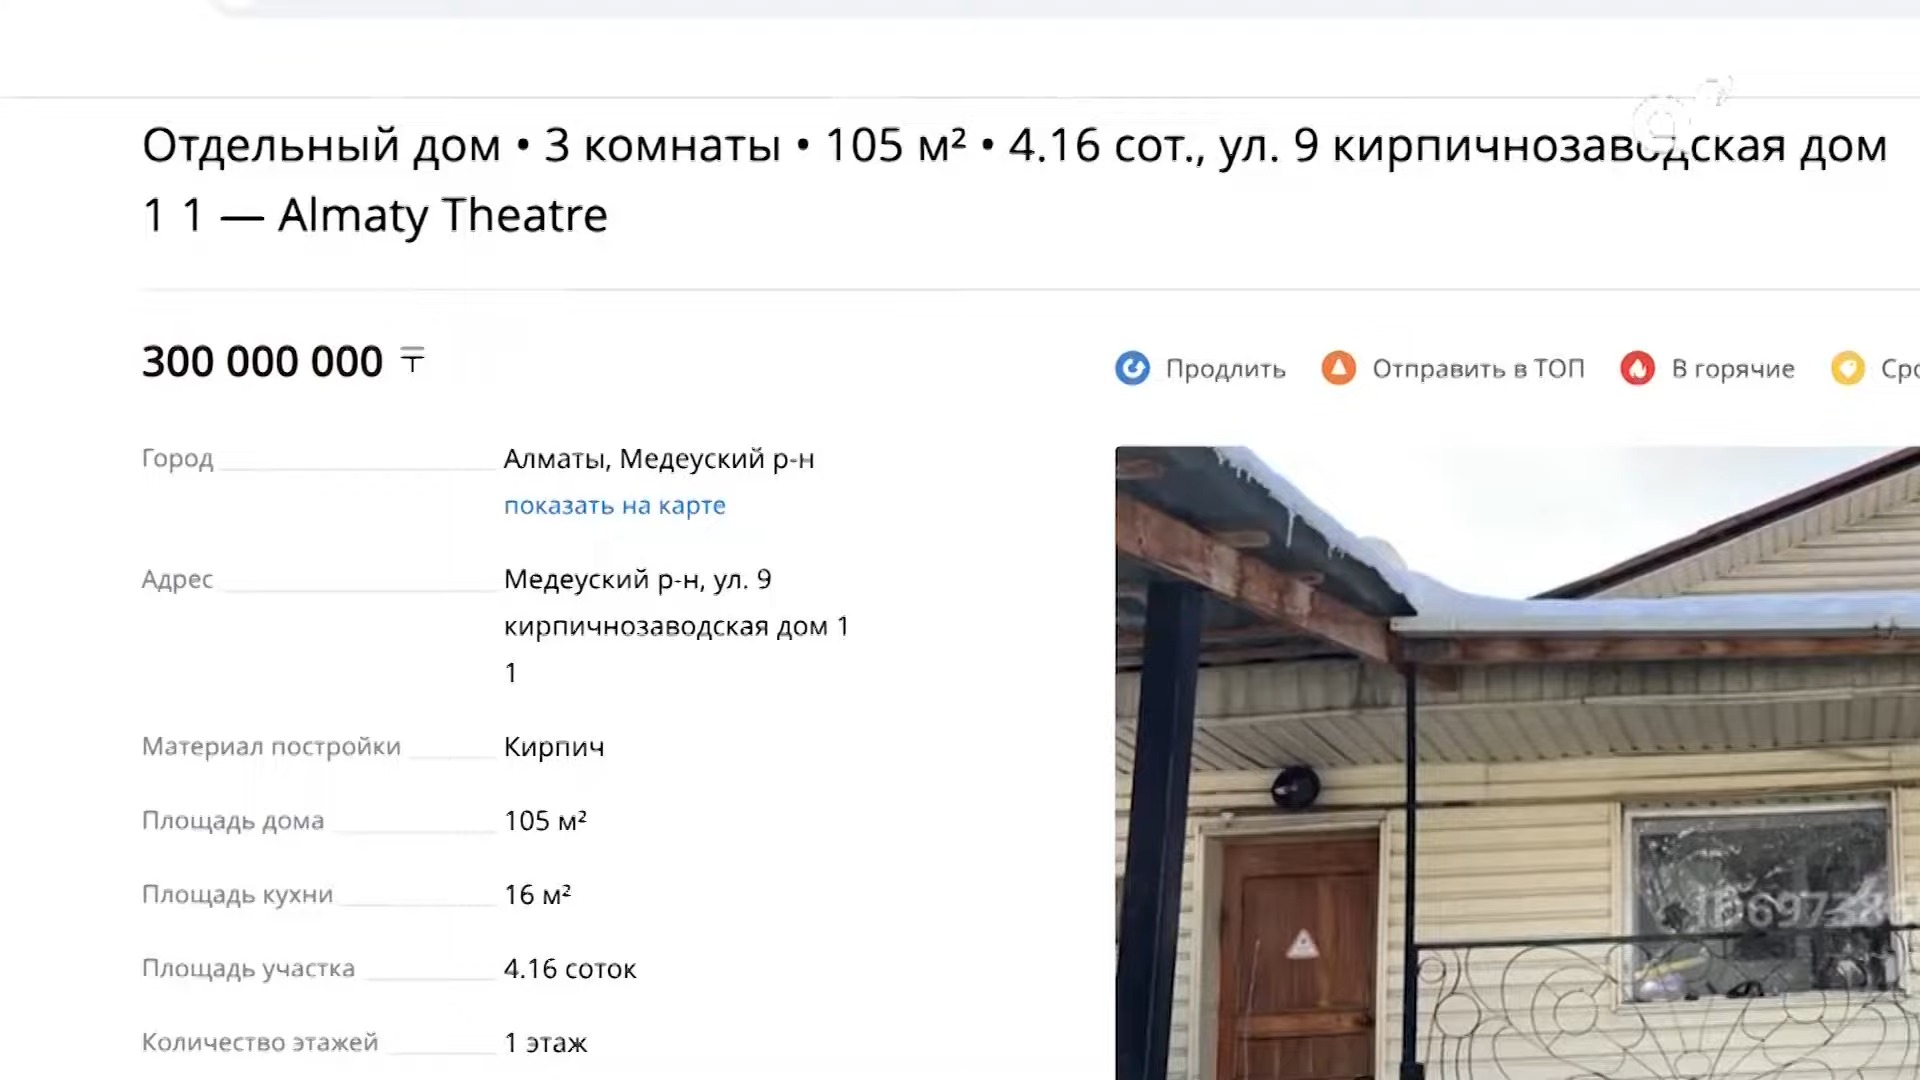 Отдельный дом • 3 комнаты • 105 м² • 4.16 сот., ул. 9 кирпичнозаводская дом
1 1 — Almaty Theatre
300 000 000 ₸
Продлить
Отправить в ТОП
В горячие
Город
Алматы, Медеуский р-н
показать на карте
Адрес
Медеуский р-н, ул. 9
кирпичнозаводская дом 1
1
Материал постройки
Кирпич
Площадь дома
105 м²
Площадь кухни
16 м²
Площадь участка
4.16 соток
Количество этажей
1 этаж